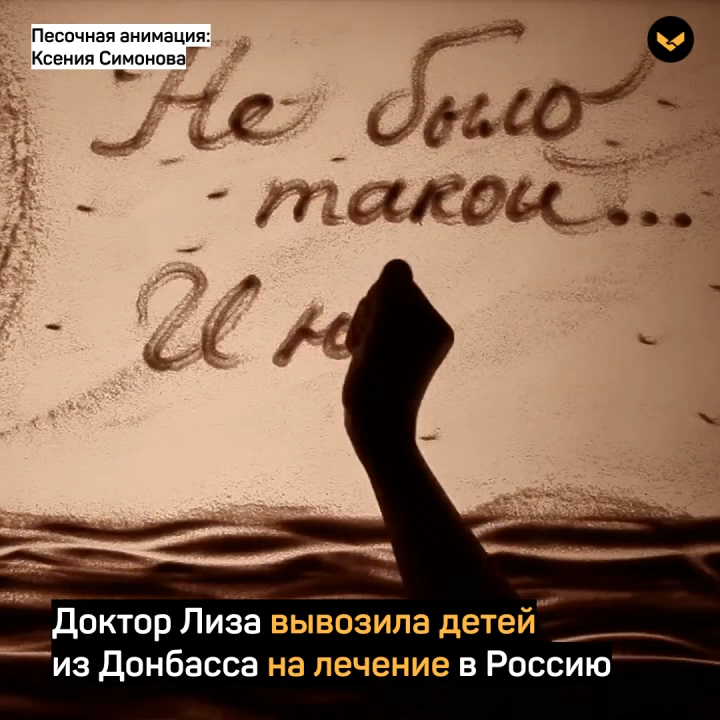 Песочная анимация:
Ксения Симонова
Не было
такой...
И н
Доктор Лиза вывозила детей
из Донбасса на лечение в Россию